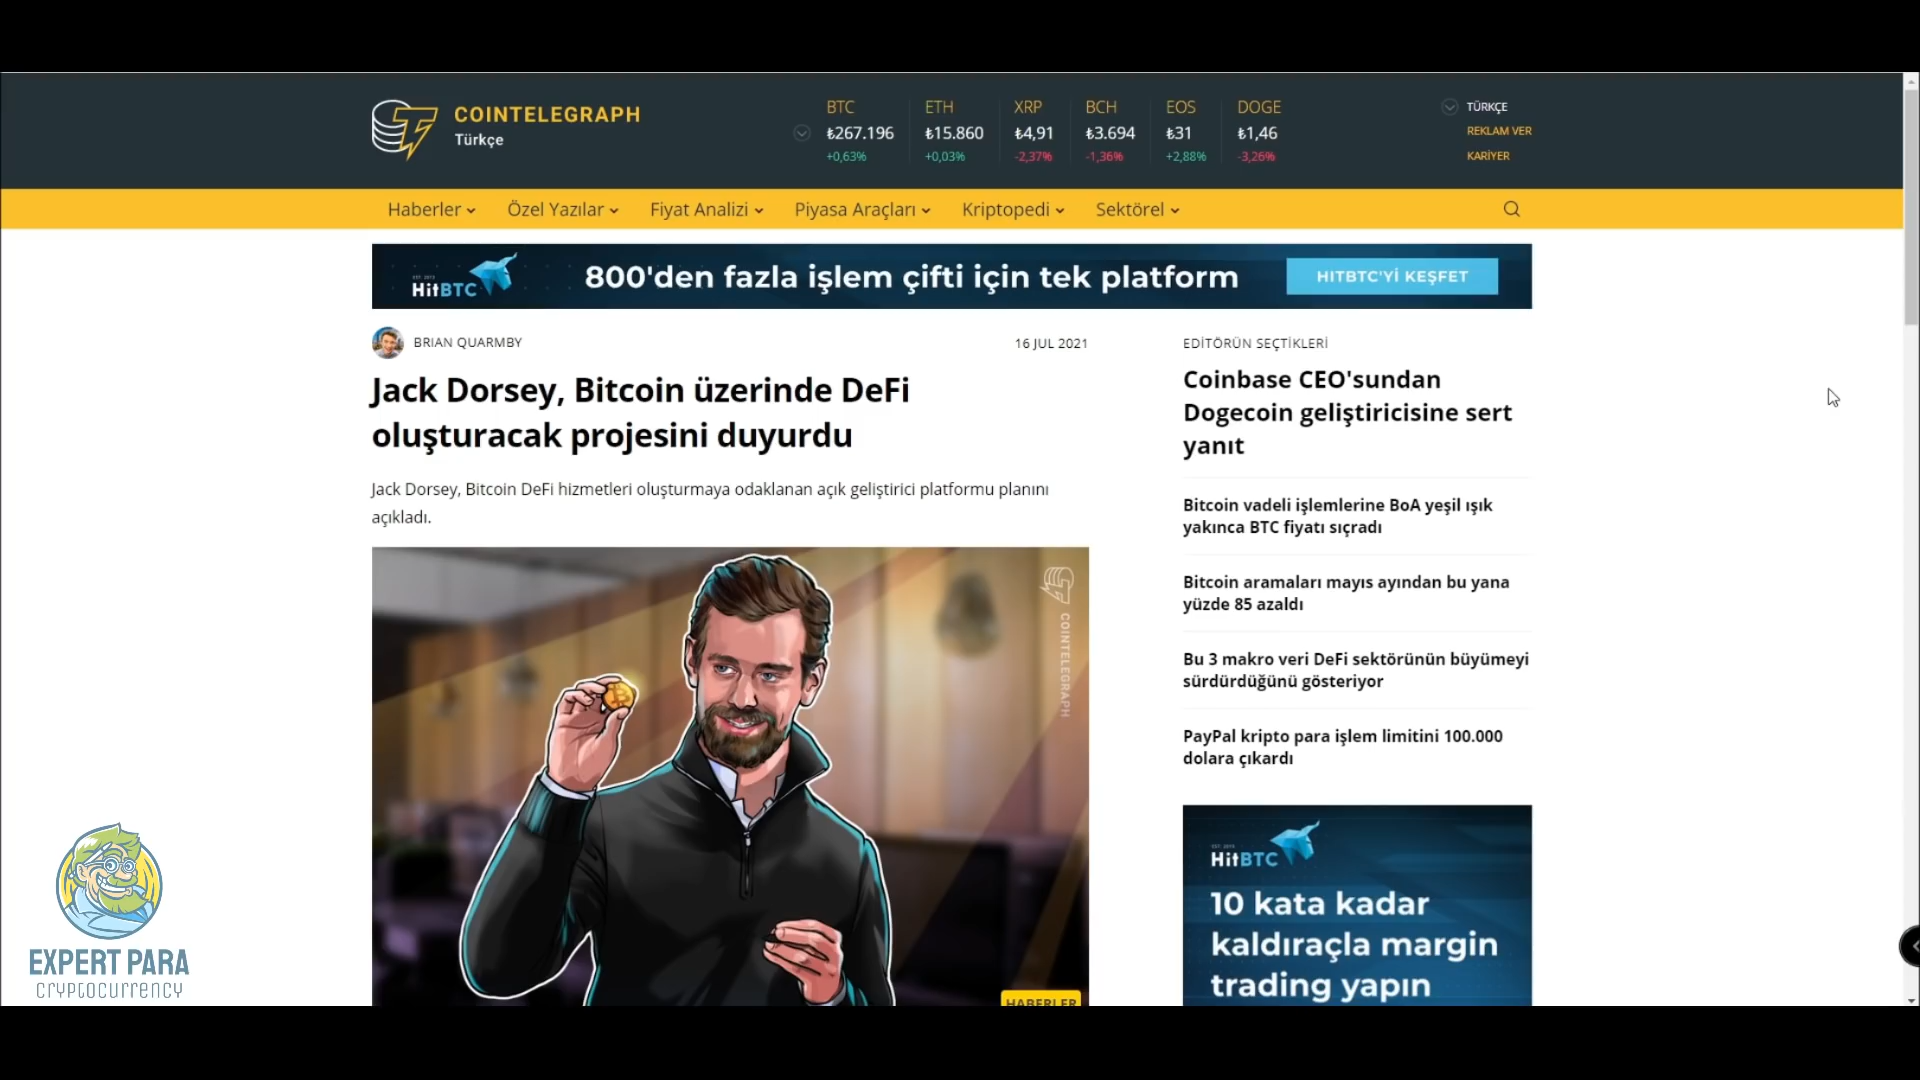 COINTELEGRAPH
Türkçe
BTC
₺267.196
+0,63%
ETH
₺15.860
+0,03%
XRP
₺4,91
-2,37%
BCH
₺3.694
-1,36%
EOS
₺31
+2,88%
DOGE
₺1,46
-3,26%
TÜRKÇE
REKLAM VER
KARİYER
Haberler Özel Yazılar Fiyat Analizi Piyasa Araçları Kriptopedi Sektörel
HitBTC
800'den fazla işlem çifti için tek platform
HITBTC'Yİ KEŞFET
BRIAN QUARMBY
16 JUL 2021
Jack Dorsey, Bitcoin üzerinde DeFi
oluşturacak projesini duyurdu
Jack Dorsey, Bitcoin DeFi hizmetleri oluşturmaya odaklanan açık geliştirici platformu planını
açıkladı.
COINTELEGRAPH
HABERLER
EDİTÖRÜN SEÇTİKLERİ
Coinbase CEO'sundan
Dogecoin geliştiricisine sert
yanıt
Bitcoin vadeli işlemlerine BoA yeşil ışık
yakınca BTC fiyatı sıçradı
Bitcoin aramaları mayıs ayından bu yana
yüzde 85 azaldı
Bu 3 makro veri DeFi sektörünün büyümeyi
sürdürdüğünü gösteriyor
PayPal kripto para işlem limitini 100.000
dolara çıkardı
HitBTC
10 kata kadar
kaldıraçla margin
trading yapın
EXPERT PARA
CRYPTOCURRENCY